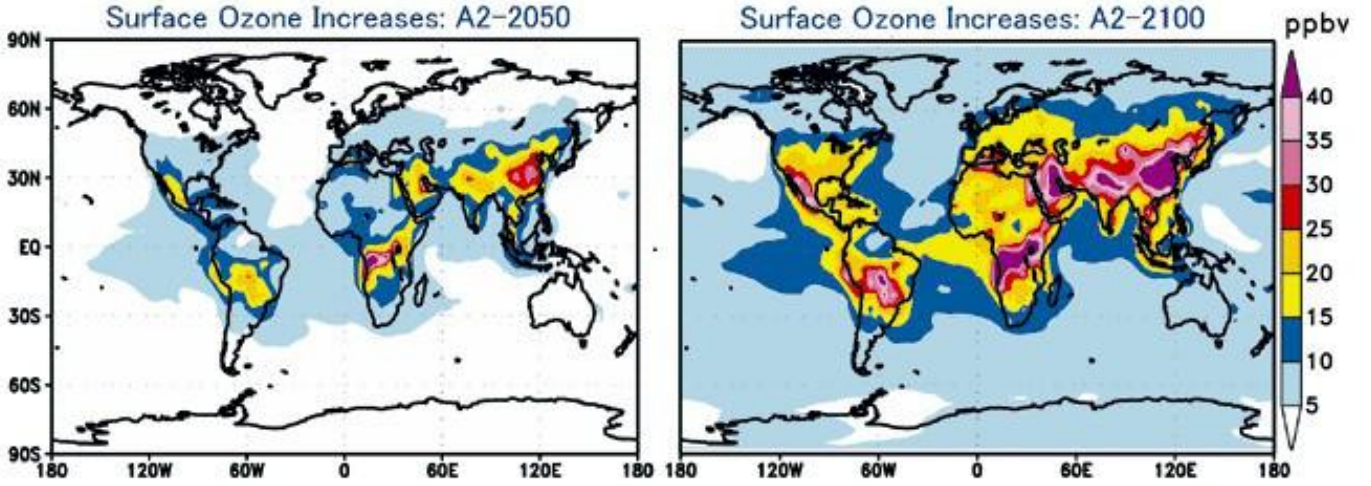 Surface Ozone Increases: A2-2050
Surface Ozone Increases: A2-2100
ppbv
90N
60N
30N
EQ
30S
60S
90S
180 120W 60W 0 60E 120E 180
180 120W 60W 0 60E 120E 180
40
35
30
25
20
15
10
5